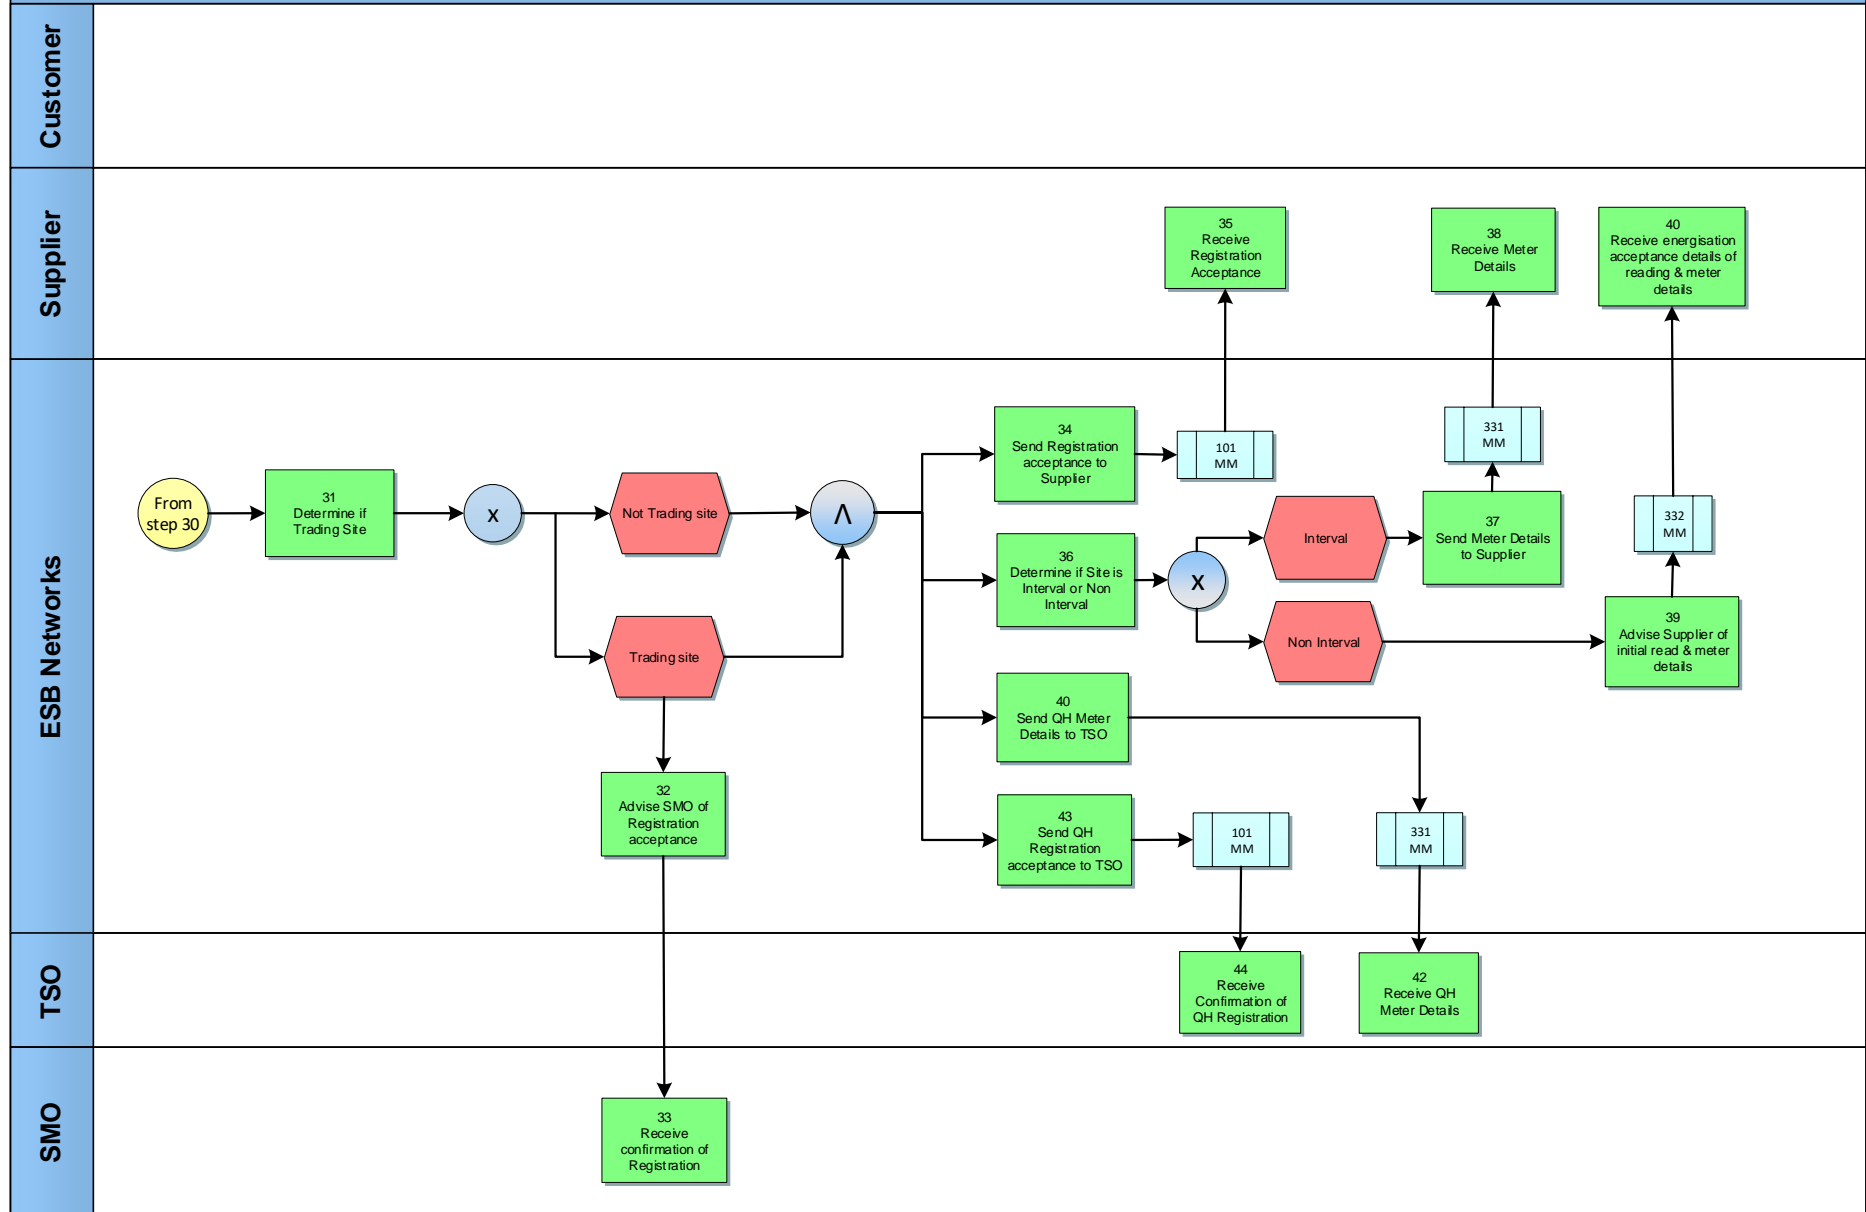 Customer
Supplier
35
Receive
Registration
Acceptance
38
Receive Meter
Details
40
Receive energisation
acceptance details of
reading & meter
details
ESB Networks
From
step 30
31
Determine if
Trading Site
x
Not Trading site
Trading site
32
Advise SMO of
Registration
acceptance
Λ
34
Send Registration
acceptance to
Supplier
101
MM
36
Determine if Site is
Interval or Non
Interval
x
Interval
37
Send Meter Details
to Supplier
331
MM
Non Interval
39
Advise Supplier of
initial read & meter
details
332
MM
40
Send QH Meter
Details to TSO
331
MM
43
Send QH
Registration
acceptance to TSO
101
MM
TSO
44
Receive
Confirmation of
QH Registration
42
Receive QH
Meter Details
SMO
33
Receive
confirmation of
Registration